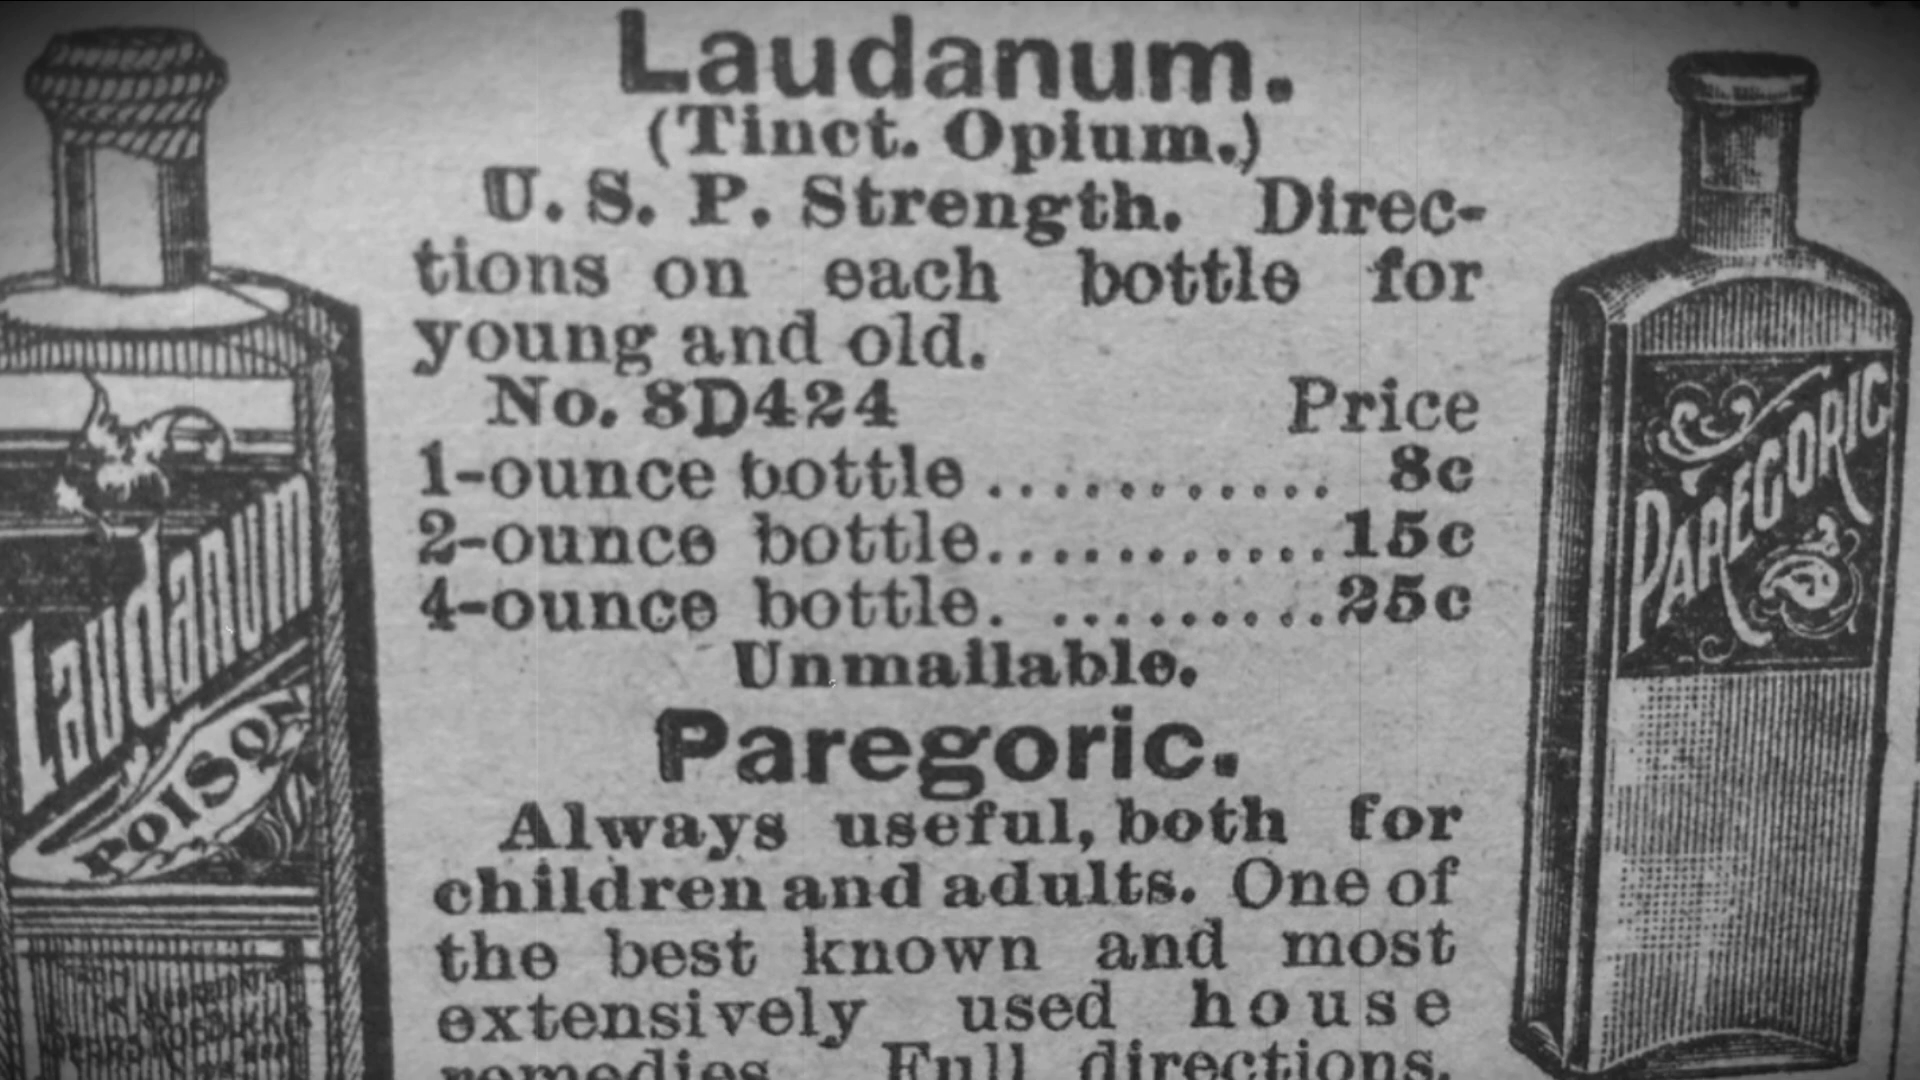 Laudanum.
(Tinct. Opium.)
U. S. P. Strength. Direc-
tions on each bottle for
young and old.
No. 8D424 Price
1-ounce bottle ............ 8c
2-ounce bottle............15c
4-ounce bottle. ..........25c
Unmailable.
Paregoric.
Always useful, both for
children and adults. One of
the best known and most
extensively used house
remedies. Full directions.
Laudanum
POISON
PAREGORIC